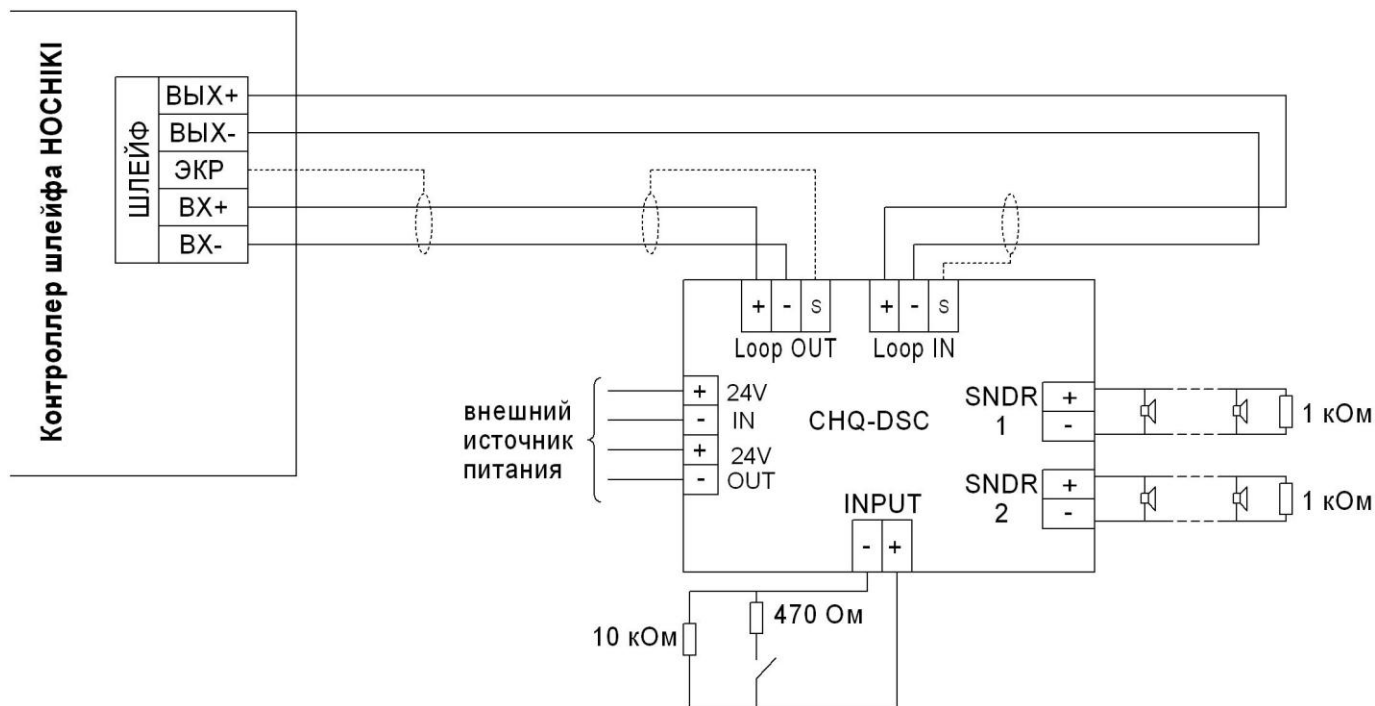 Контроллер шлейфа HOCHIKI
ШЛЕЙФ
ВЫХ+
ВЫХ-
ЭКР
ВХ+
ВХ-
+ - S
Loop OUT
+ - S
Loop IN
внешний
источник
питания
+ 24V
- IN
+ 24V
- OUT
CHQ-DSC
SNDR
1
+
-
1 кОм
SNDR
2
+
-
1 кОм
INPUT
- +
470 Ом
10 кОм